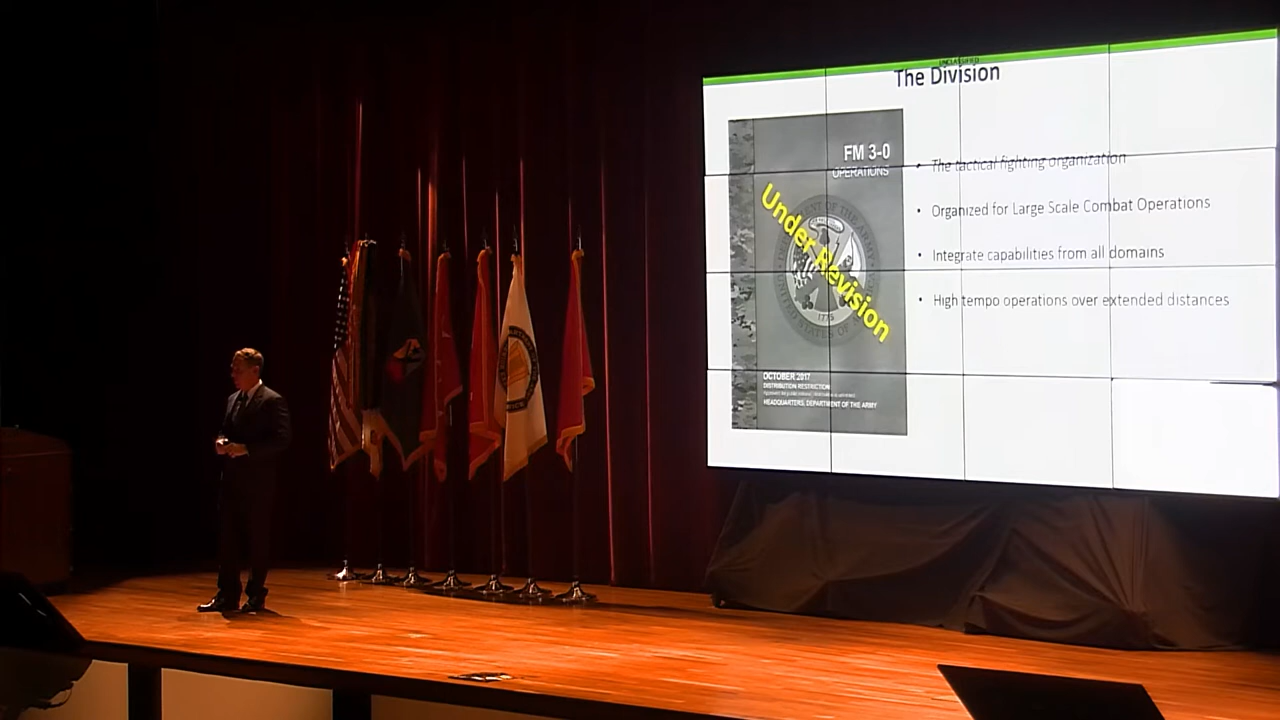 UNCLASSIFIED
The Division
FM 3-0
OPERATIONS
Under Revision
1775
OCTOBER 2017
DISTRIBUTION RESTRICTION:
HEADQUARTERS, DEPARTMENT OF THE ARMY
• The tactical fighting organization
• Organized for Large Scale Combat Operations
• Integrate capabilities from all domains
• High tempo operations over extended distances